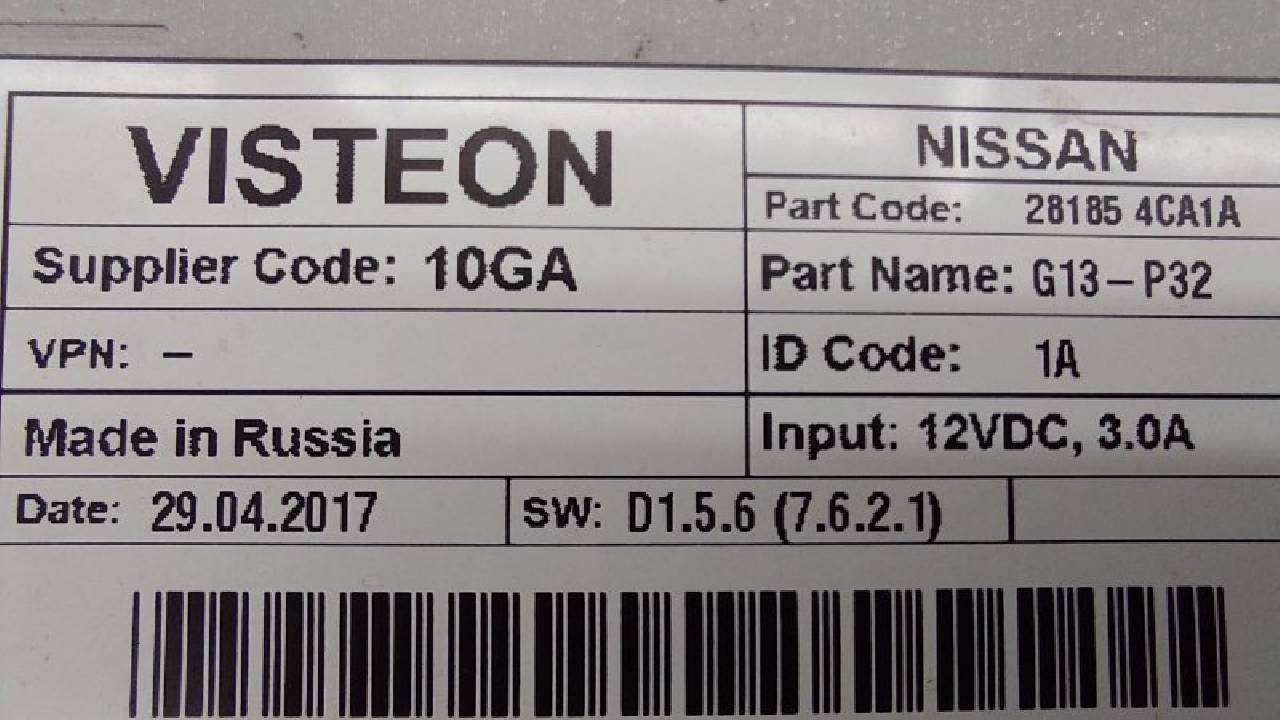 VISTEON
NISSAN
Part Code: 28185 4CA1A
Supplier Code: 10GA
Part Name: G13-P32
VPN: -
ID Code: 1A
Made in Russia
Input: 12VDC, 3.0A
Date: 29.04.2017
SW: D1.5.6 (7.6.2.1)